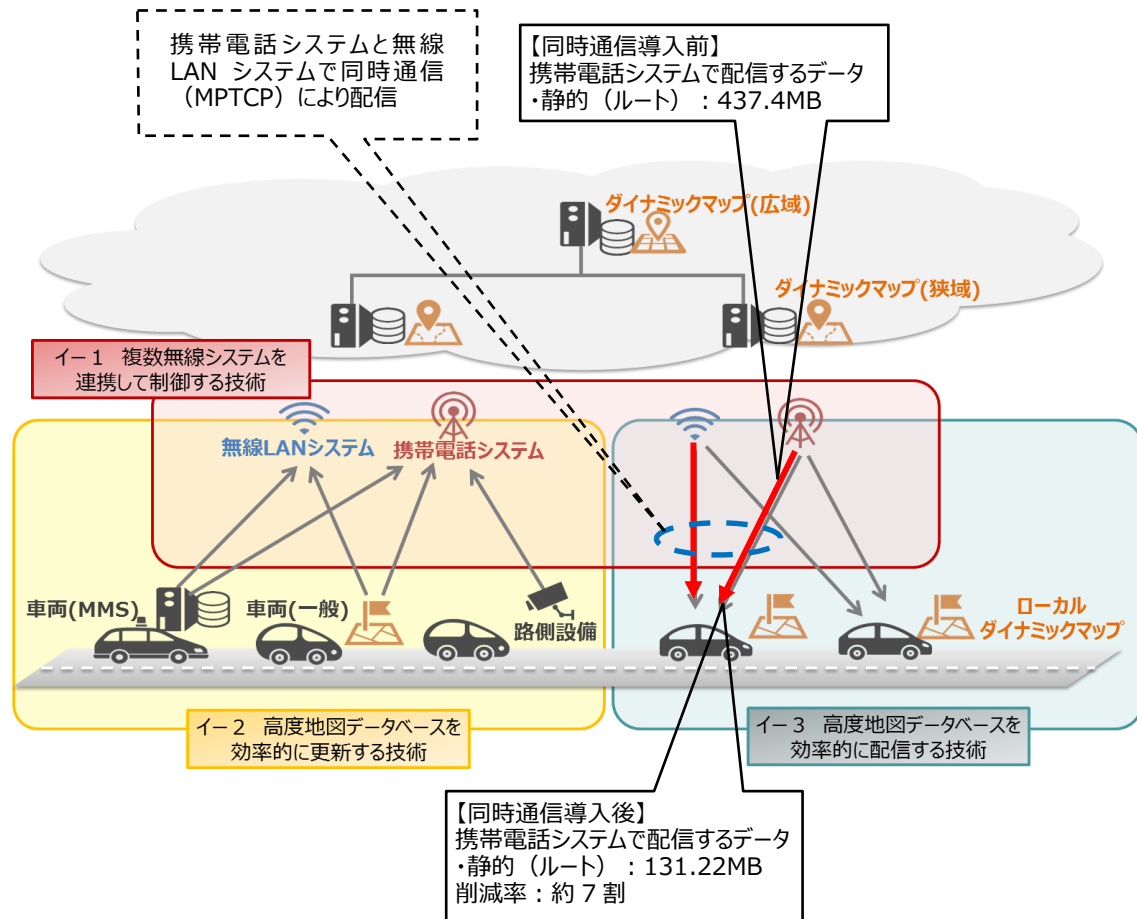 携帯電話システムと無線
LAN システムで同時通信
（MPTCP）により配信
【同時通信導入前】
携帯電話システムで配信するデータ
・静的（ルート）：437.4MB
ダイナミックマップ(広域)
ダイナミックマップ(狭域)
イー１ 複数無線システムを
連携して制御する技術
無線LANシステム
携帯電話システム
車両(MMS)
車両(一般)
路側設備
ローカル
ダイナミックマップ
イー２ 高度地図データベースを
効率的に更新する技術
イー３ 高度地図データベースを
効率的に配信する技術
【同時通信導入後】
携帯電話システムで配信するデータ
・静的（ルート）：131.22MB
削減率：約７割